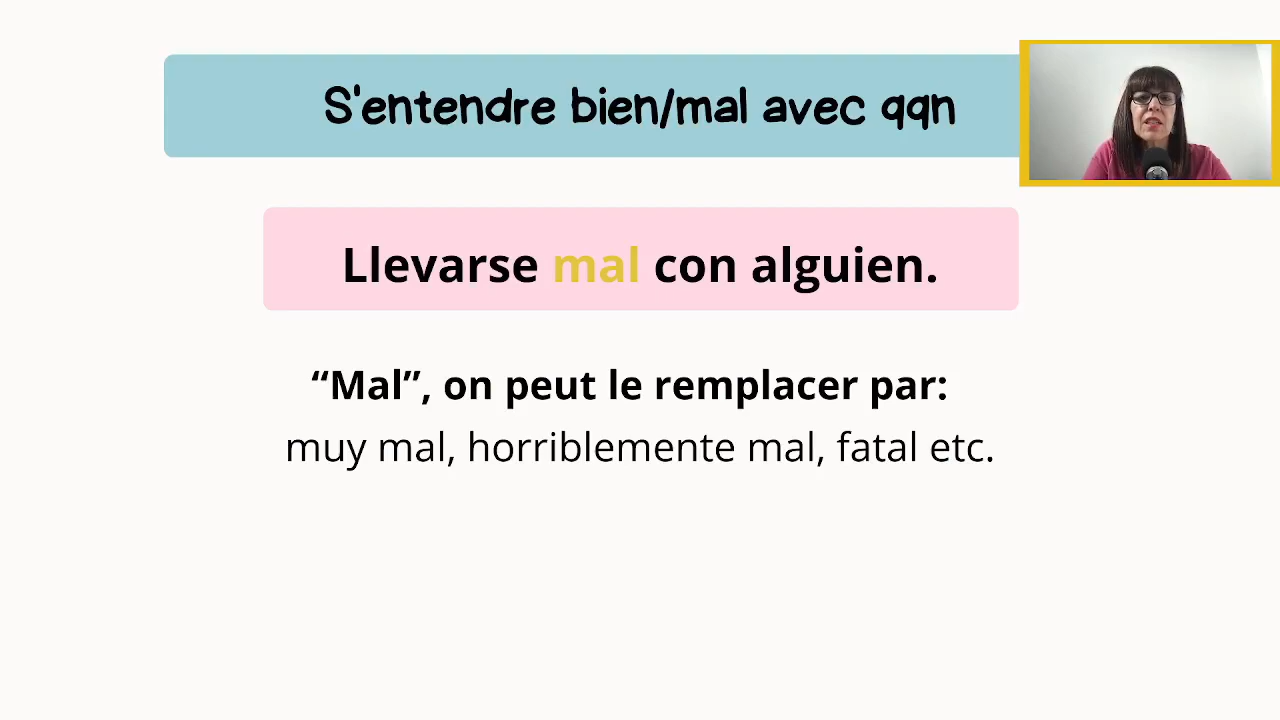 S'entendre bien/mal avec qqn
Llevarse mal con alguien.
“Mal”, on peut le remplacer par:
muy mal, horriblemente mal, fatal etc.